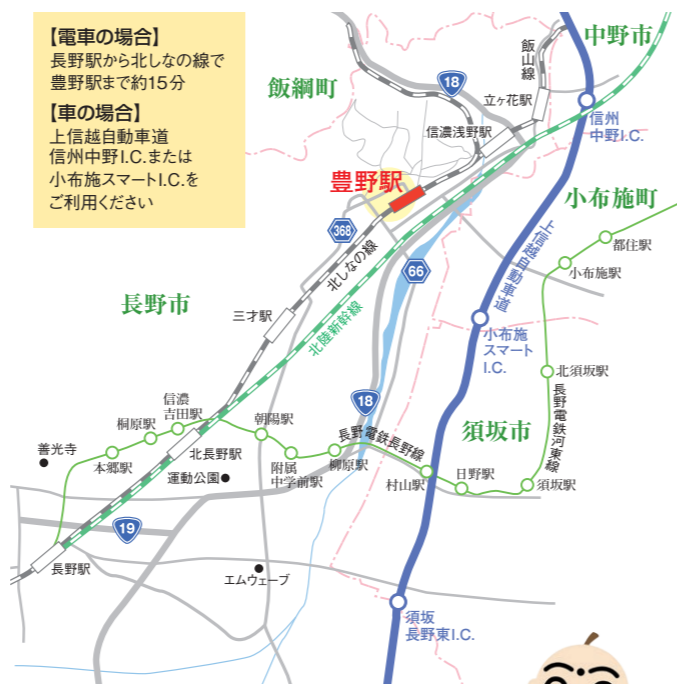 【電車の場合】
長野駅から北しなの線で
豊野駅まで約15分
【車の場合】
上信越自動車道
信州中野I.C.または
小布施スマートI.C.を
ご利用ください
中野市
飯山線
飯綱町
18
立ヶ花駅
信州
中野I.C.
信濃浅野駅
豊野駅
小布施町
368
北しなの線
66
上信越自動車道
都住駅
小布施駅
長野市
三才駅
北陸新幹線
小布施
スマート
I.C.
北須坂駅
18
長野電鉄河東線
信濃
吉田駅
桐原駅
朝陽駅
長野電鉄長野線
須坂市
善光寺
本郷駅
北長野駅
運動公園
附属
中学前駅
柳原駅
村山駅
日野駅
須坂駅
19
長野駅
エムウェーブ
須坂
長野東I.C.